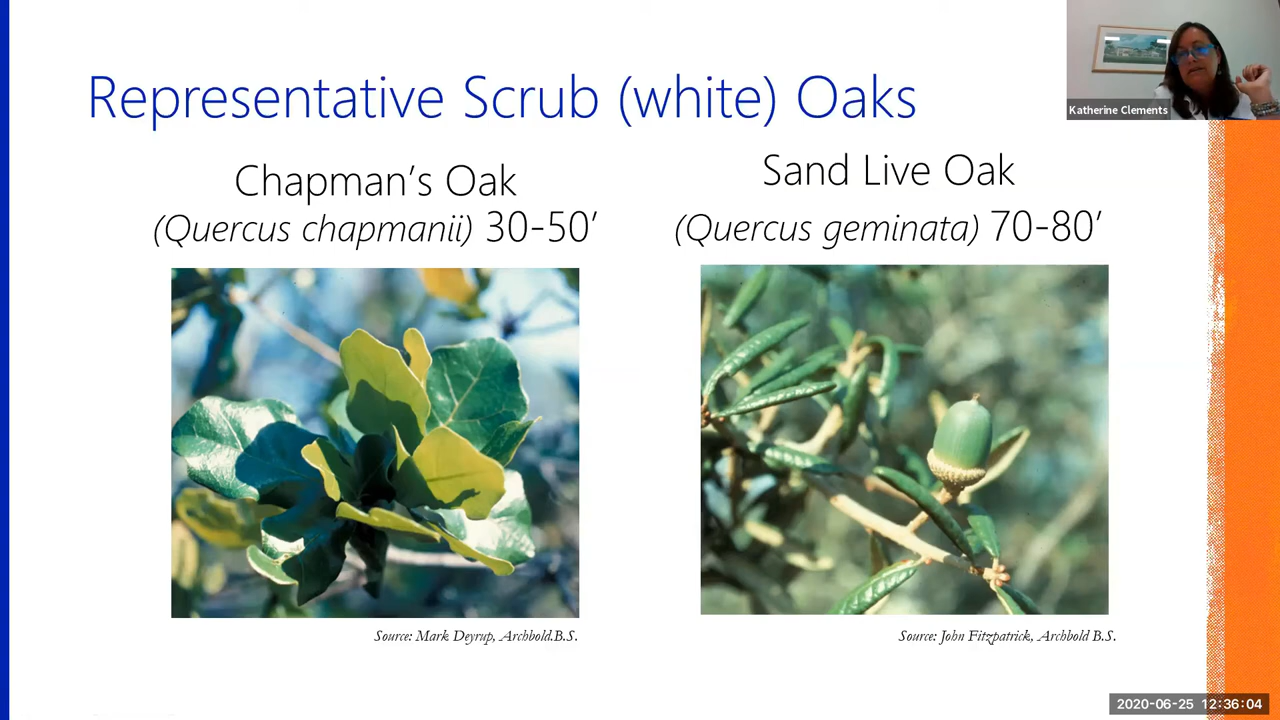 Representative Scrub (white) Oaks
Katherine Clements
Chapman's Oak
(Quercus chapmanii) 30-50'
Sand Live Oak
(Quercus geminata) 70-80'
Source: Mark Deyrup, Archbold.B.S.
Source: John Fitzpatrick, Archbold B.S.
2020-06-25 12:36:04